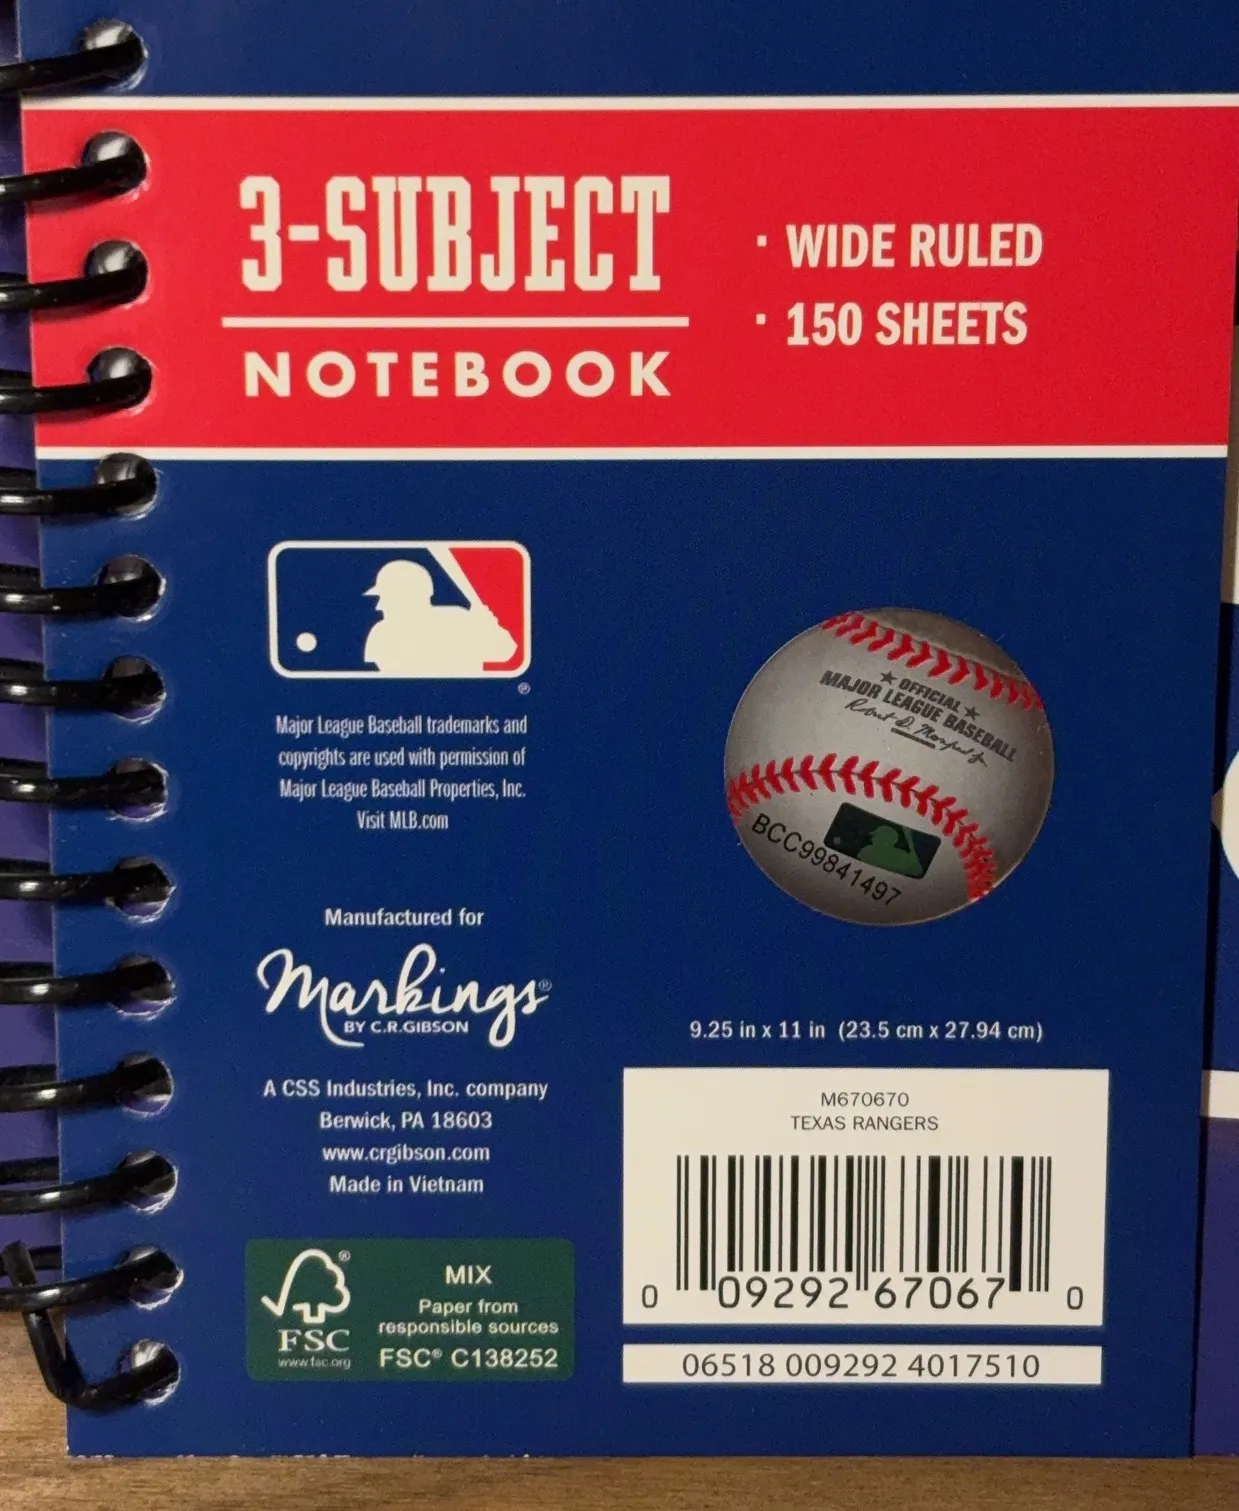 3-SUBJECT
NOTEBOOK
· WIDE RULED
· 150 SHEETS
®
Major League Baseball trademarks and
copyrights are used with permission of
Major League Baseball Properties, Inc.
Visit MLB.com
★ OFFICIAL ★
MAJOR LEAGUE BASEBALL
BCC99841497
Manufactured for
Markings®
BY C.R.GIBSON
A CSS Industries, Inc. company
Berwick, PA 18603
www.crgibson.com
Made in Vietnam
9.25 in x 11 in (23.5 cm x 27.94 cm)
M670670
TEXAS RANGERS
0 09292 67067 0
06518 009292 4017510
®
FSC
www.fsc.org
MIX
Paper from
responsible sources
FSC® C138252